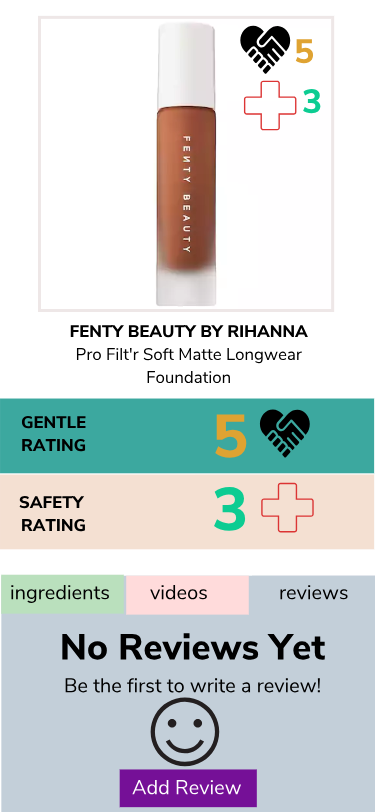 5
3
FENTY BEAUTY
FENTY BEAUTY BY RIHANNA
Pro Filt'r Soft Matte Longwear
Foundation
GENTLE
RATING
5
SAFETY
RATING
3
ingredients videos reviews
No Reviews Yet
Be the first to write a review!
Add Review